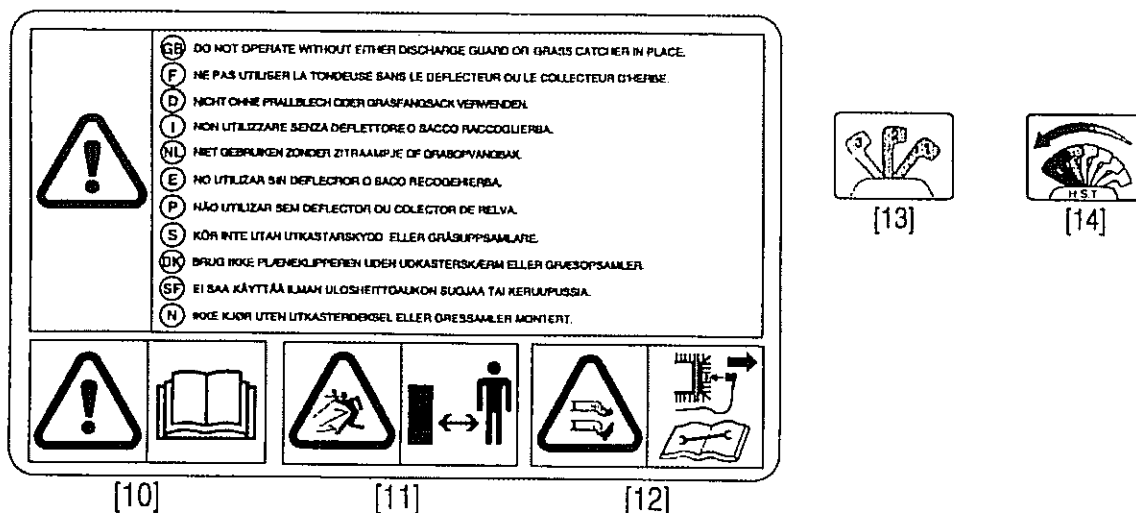 GB DO NOT OPERATE WITHOUT EITHER DISCHARGE GUARD OR GRASS CATCHER IN PLACE.
F NE PAS UTILISER LA TONDEUSE SANS LE DEFLECTEUR OU LE COLLECTEUR D'HERBE.
D NICHT OHNE PRALLBLECH ODER GRASFANGSACK VERWENDEN.
I NON UTILIZZARE SENZA DEFLETTORE O SACCO RACCOGLIERBA.
NL NIET GEBRUIKEN ZONDER ZITRAAMPJE OF GRASOPVANGBAK.
E NO UTILIZAR SIN DEFLECTOR O SACO RECOGEHIERBA.
P NÃO UTILIZAR SEM DEFLECTOR OU COLECTOR DE RELVA.
S KÖR INTE UTAN UTKASTARSKYDD ELLER GRÄSUPPSAMLARE.
DK BRUG IKKE PLÆNEKLIPPEREN UDEN UDKASTERSKÆRM ELLER GRÆSOPSAMLER
SF EI SAA KÄYTTÄÄ ILMAN ULOSHEITTOAUKON SUOJAA TAI KERUUPUSSIA.
N IKKE KJØR UTEN UTKASTERDEKSEL ELLER GRESSAMLER MONTERT.
[10] [11] [12]
3 2 1
[13]
H.S.T
[14]